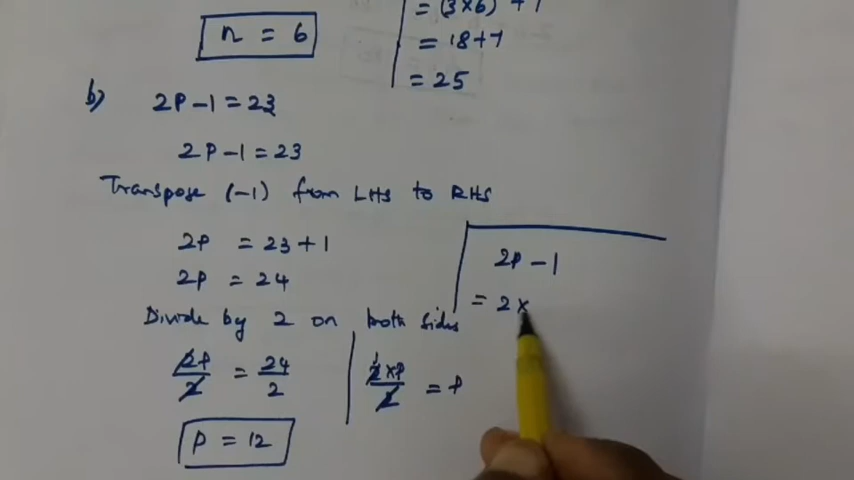 = (3×6) + 7
n = 6
= 18+7
= 25
b) 2P-1 = 23
2P-1 = 23
Transpose (-1) from LHS to RHS
2P = 23 + 1
2P = 24
2P - 1
= 2 ×
Divide by 2 on both sides
2P/2 = 24/2
1
2×P/2 = P
P = 12